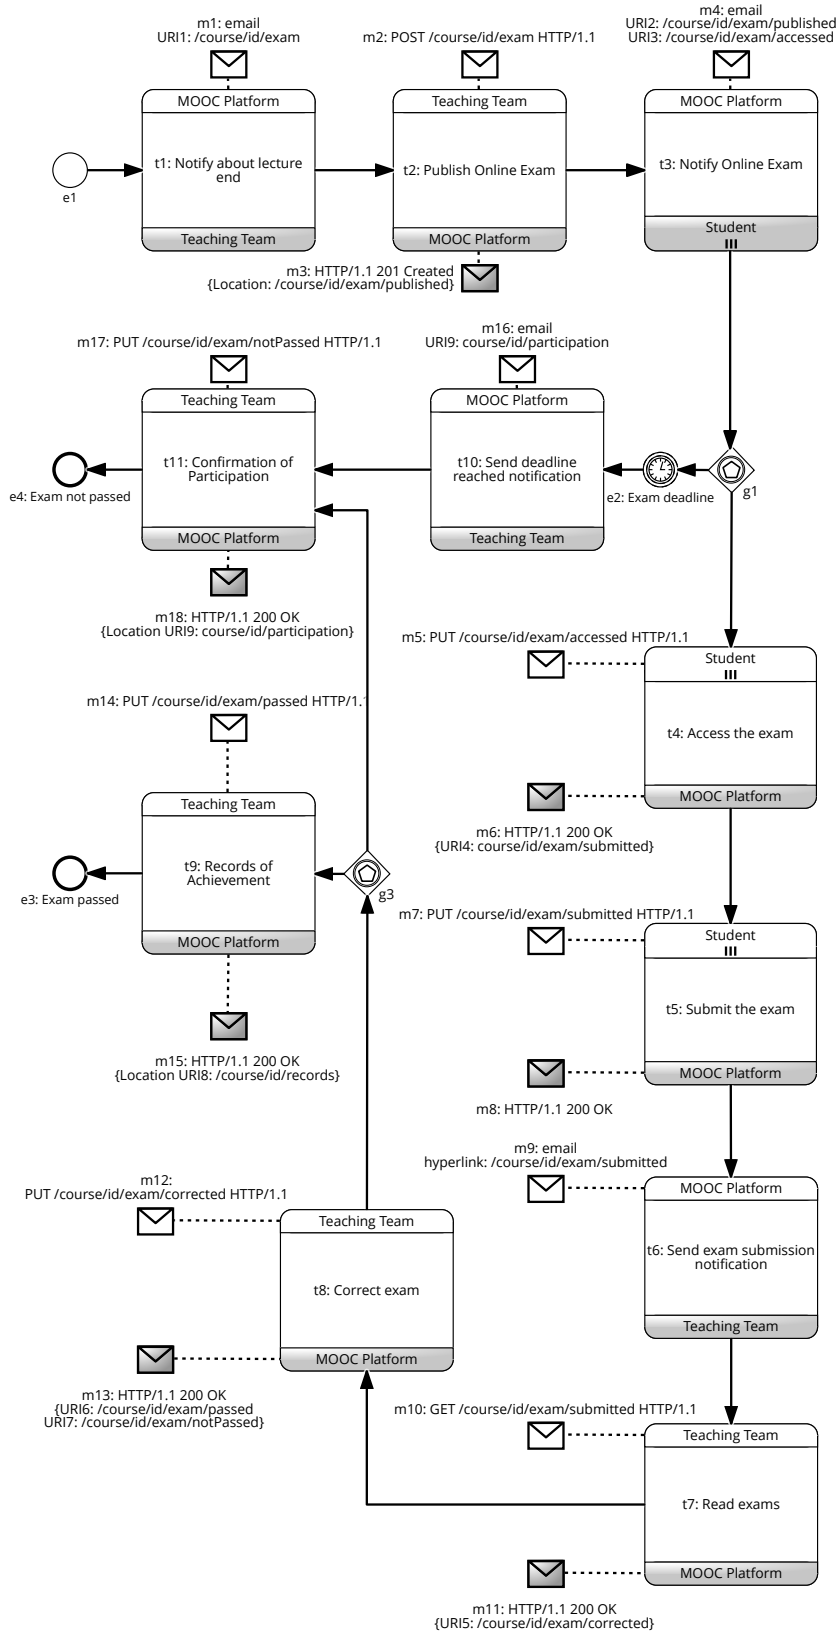 m1: email
URI1: /course/id/exam
m2: POST /course/id/exam HTTP/1.1
m4: email
URI2: /course/id/exam/published
URI3: /course/id/exam/accessed
MOOC Platform
t1: Notify about lecture
end
Teaching Team
Teaching Team
t2: Publish Online Exam
MOOC Platform
MOOC Platform
t3: Notify Online Exam
Student
e1
m3: HTTP/1.1 201 Created
{Location: /course/id/exam/published}
m17: PUT /course/id/exam/notPassed HTTP/1.1
m16: email
URI9: course/id/participation
Teaching Team
t11: Confirmation of
Participation
MOOC Platform
MOOC Platform
t10: Send deadline
reached notification
Teaching Team
e4: Exam not passed
e2: Exam deadline
g1
m18: HTTP/1.1 200 OK
{Location URI9: course/id/participation}
m5: PUT /course/id/exam/accessed HTTP/1.1
Student
t4: Access the exam
MOOC Platform
m6: HTTP/1.1 200 OK
{URI4: course/id/exam/submitted}
m14: PUT /course/id/exam/passed HTTP/1.1
Teaching Team
t9: Records of
Achievement
MOOC Platform
e3: Exam passed
g3
m15: HTTP/1.1 200 OK
{Location URI8: /course/id/records}
m7: PUT /course/id/exam/submitted HTTP/1.1
Student
t5: Submit the exam
MOOC Platform
m8: HTTP/1.1 200 OK
m9: email
hyperlink: /course/id/exam/submitted
MOOC Platform
t6: Send exam submission
notification
Teaching Team
m12:
PUT /course/id/exam/corrected HTTP/1.1
Teaching Team
t8: Correct exam
MOOC Platform
m13: HTTP/1.1 200 OK
{URI6: /course/id/exam/passed
URI7: /course/id/exam/notPassed}
m10: GET /course/id/exam/submitted HTTP/1.1
Teaching Team
t7: Read exams
MOOC Platform
m11: HTTP/1.1 200 OK
{URI5: /course/id/exam/corrected}